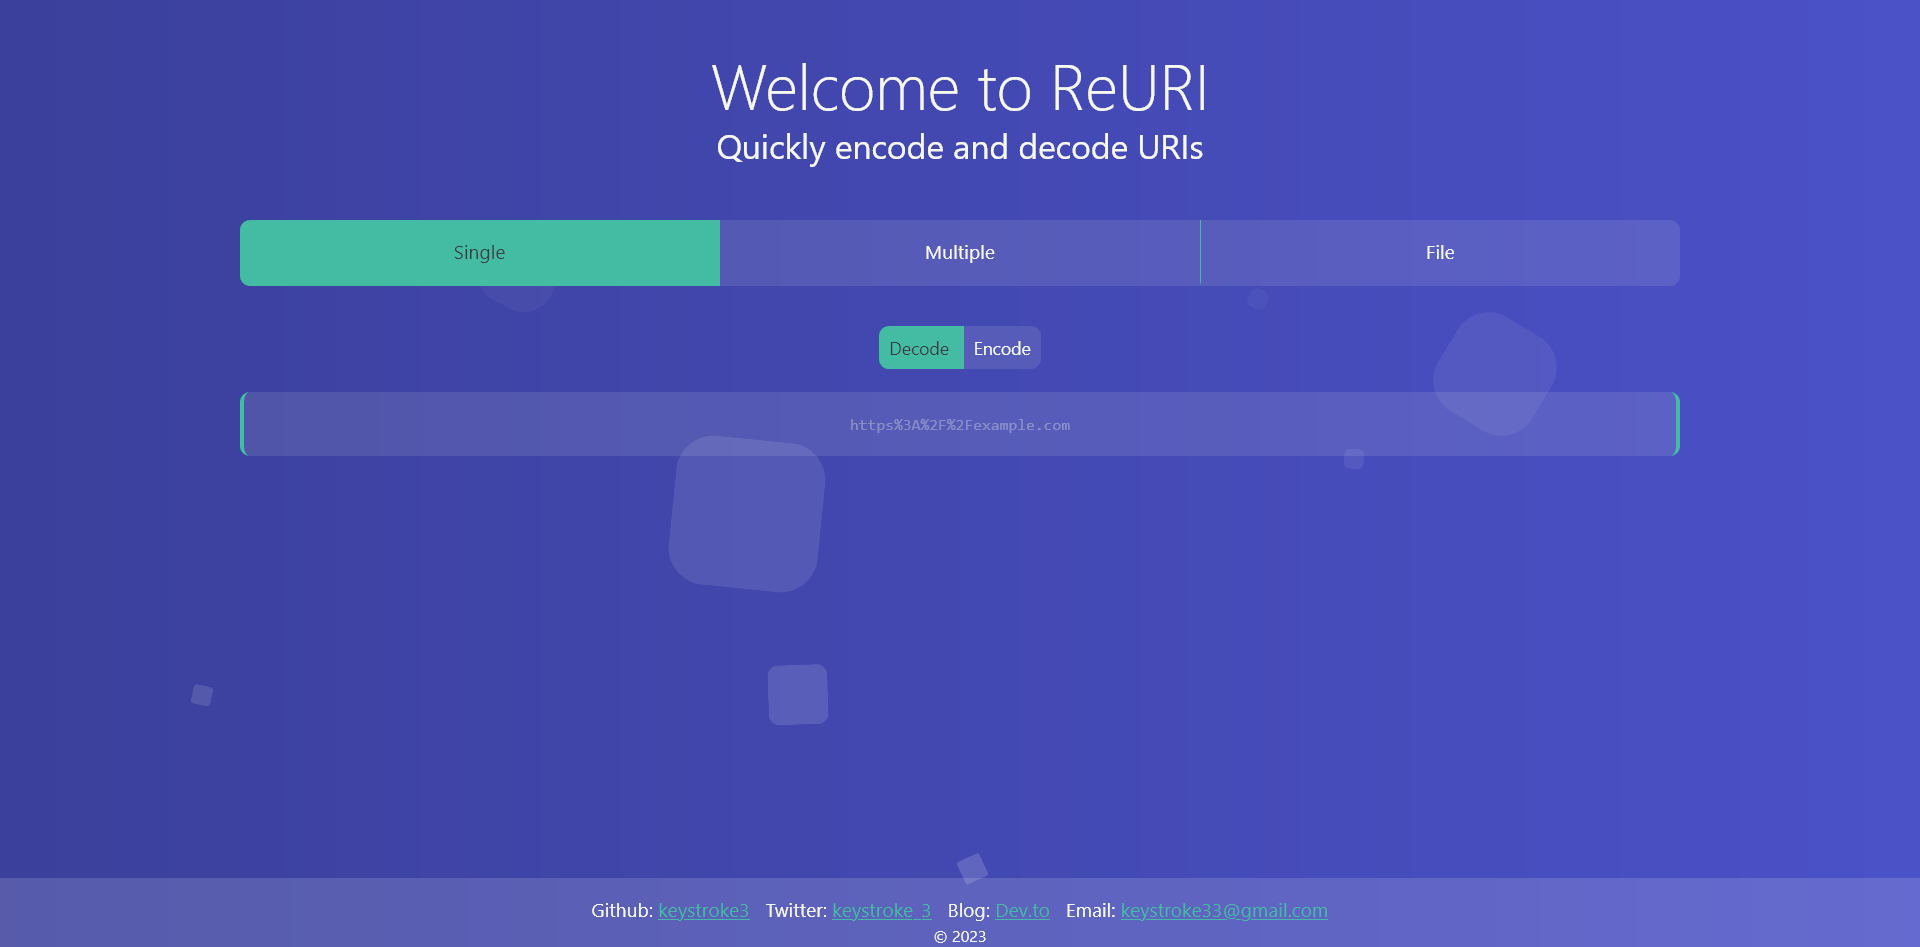 Welcome to ReURI
Quickly encode and decode URIs
Single Multiple File
Decode Encode
https%3A%2F%2Fexample.com
Github: keystroke3 Twitter: keystroke_3 Blog: Dev.to Email: keystroke33@gmail.com
© 2023